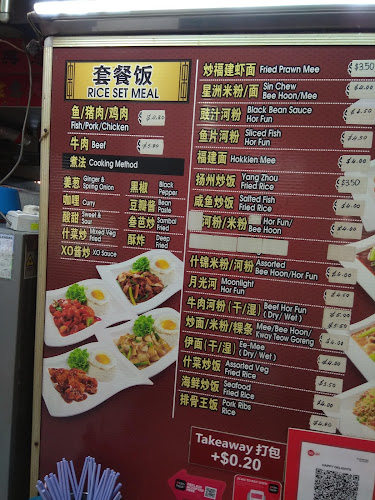 套餐饭
RICE SET MEAL
鱼/猪肉/鸡肉
Fish/Pork/Chicken
牛肉 Beef
煮法 Cooking Method
姜葱 Ginger & Spring Onion
黑椒 Black Pepper
咖哩 Curry
豆瓣酱 Bean Paste
酸甜 Sweet & Sour
叁芭炒 Sambal Fried
什菜炒 Mixed Veg Fried
酥炸 Deep Fried
XO酱炒 XO Sauce
炒福建虾面 Fried Prawn Mee $3.50
星洲米粉/面 Sin Chew Bee Hoon/Mee
豉汁河粉 Black Bean Sauce Hor Fun
鱼片河粉 Sliced Fish Hor Fun
福建面 Hokkien Mee
扬州炒饭 Yang Zhou Fried Rice $3.50
咸鱼炒饭 Salted Fish Fried Rice
河粉/米粉 Hor Fun/ Bee Hoon
什锦米粉/河粉 Assorted Bee Hoon/Hor Fun
月光河 Moonlight Hor Fun
牛肉河粉(干/湿) Beef Hor Fun (Dry/ Wet)
炒面/米粉/粿条 Mee/Bee Hoon/ Kway Teow Goreng
伊面(干/湿) Ee-Mee (Dry/ Wet)
什菜炒饭 Assorted Veg Fried Rice
海鲜炒饭 Seafood Fried Rice
排骨王饭 Pork Ribs Rice
Takeaway 打包
+$0.20